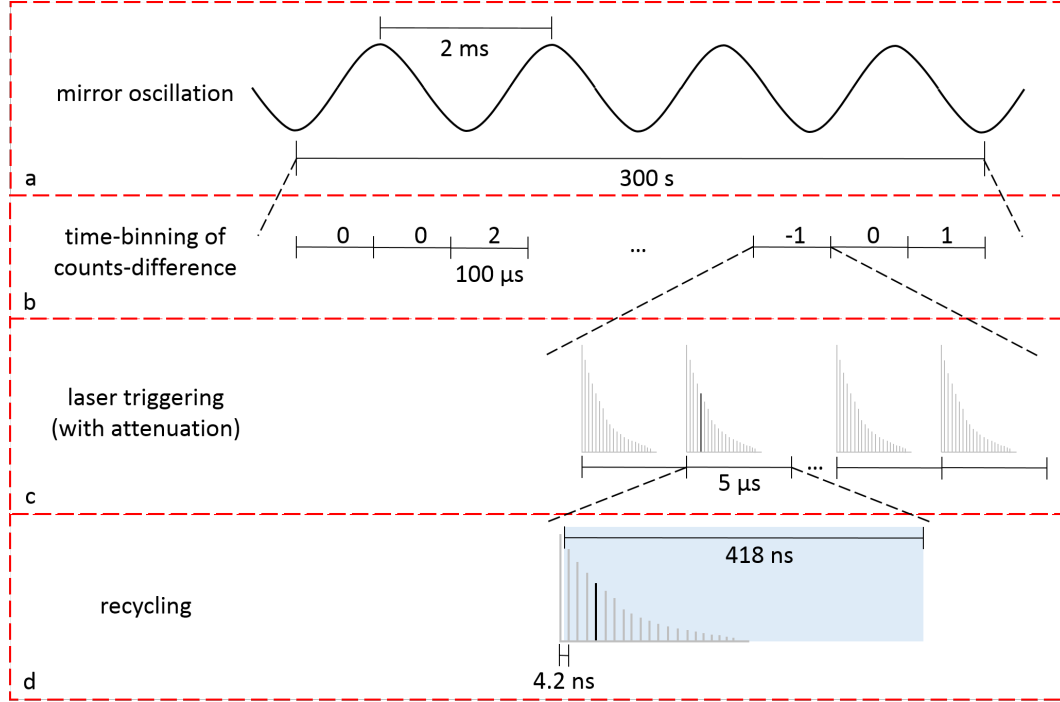 2 ms
mirror oscillation
300 s
a
time-binning of
counts-difference
0 0 2 ... -1 0 1
100 µs
b
laser triggering
(with attenuation)
...
5 µs
c
418 ns
recycling
4.2 ns
d